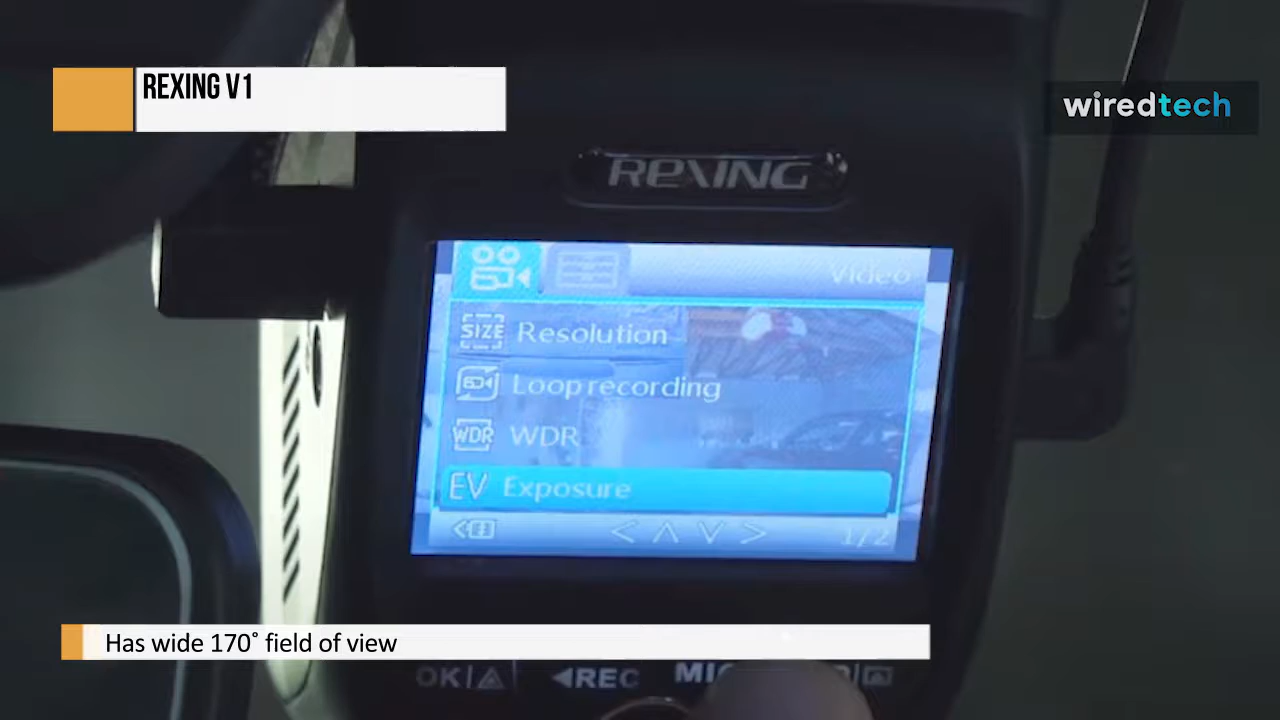 REXING V1
wiredtech
REXING
Video
SIZE Resolution
Loop recording
WDR WDR
EV Exposure
1/2
Has wide 170° field of view
OK
REC